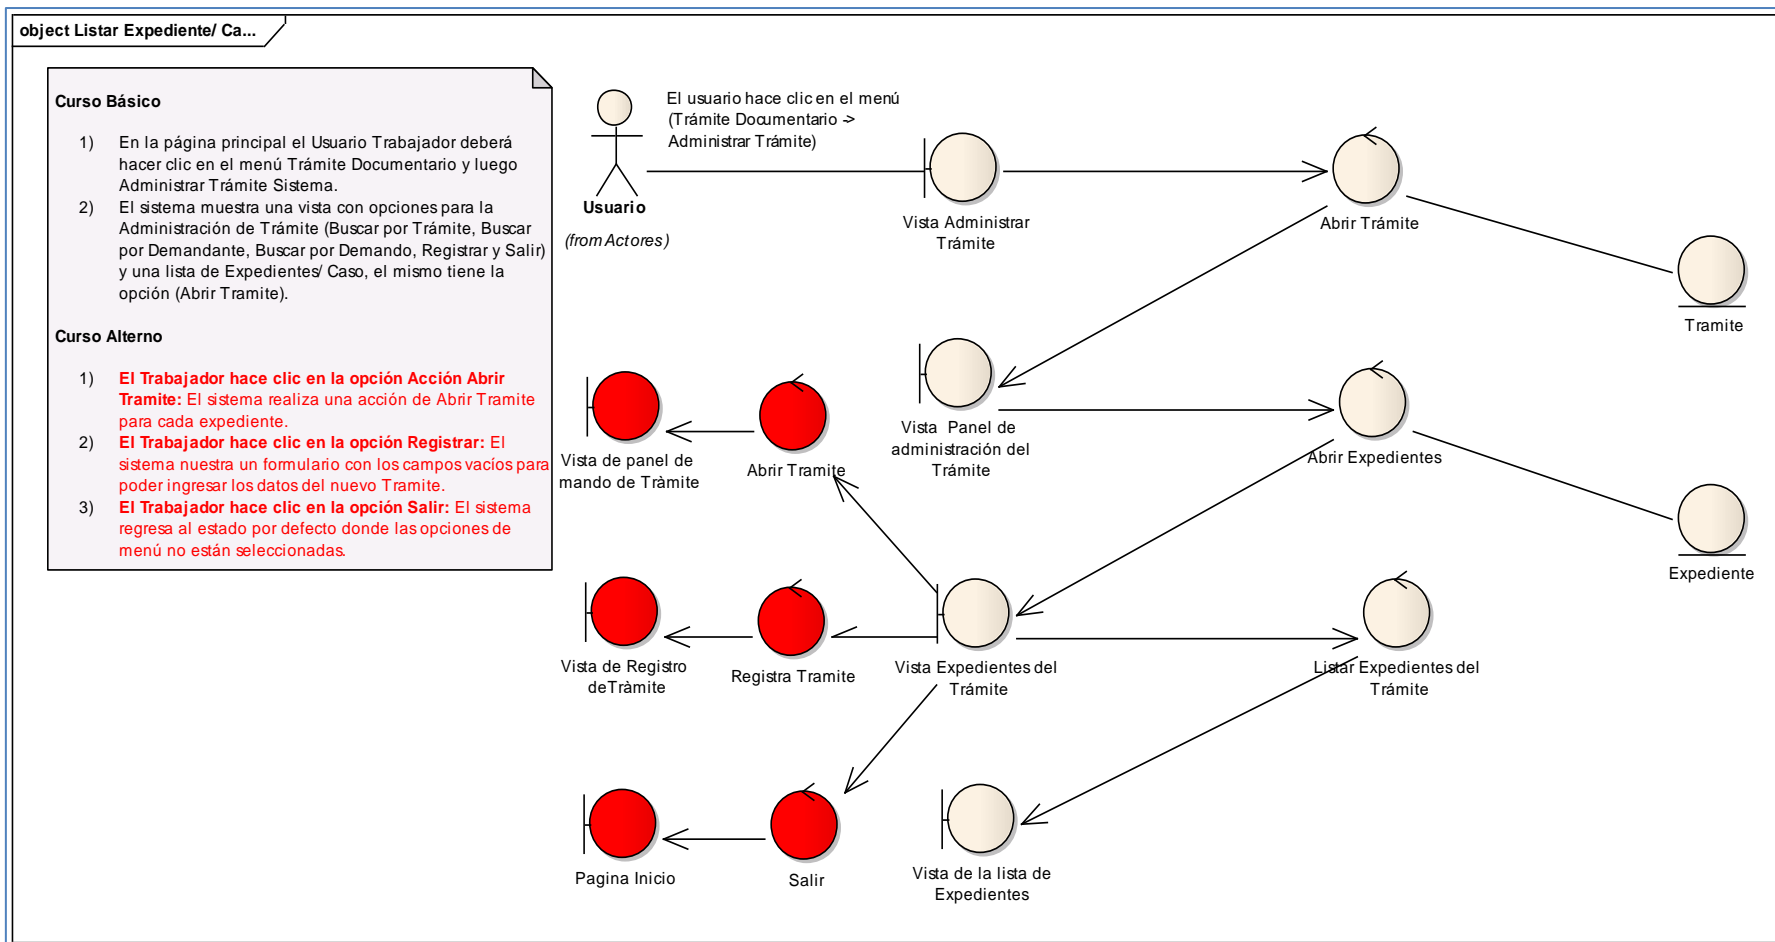 object Listar Expediente/ Ca...
Curso Básico
1) En la página principal el Usuario Trabajador deberá
hacer clic en el menú Trámite Documentario y luego
Administrar Trámite Sistema.
2) El sistema muestra una vista con opciones para la
Administración de Trámite (Buscar por Trámite, Buscar
por Demandante, Buscar por Demando, Registrar y Salir)
y una lista de Expedientes/ Caso, el mismo tiene la
opción (Abrir Tramite).
Curso Alterno
1) El Trabajador hace clic en la opción Acción Abrir
Tramite: El sistema realiza una acción de Abrir Tramite
para cada expediente.
2) El Trabajador hace clic en la opción Registrar: El
sistema nuestra un formulario con los campos vacíos para
poder ingresar los datos del nuevo Tramite.
3) El Trabajador hace clic en la opción Salir: El sistema
regresa al estado por defecto donde las opciones de
menú no están seleccionadas.
El usuario hace clic en el menú
(Trámite Documentario ->
Administrar Trámite)
Usuario
(from Actores)
Vista Administrar
Trámite
Abrir Trámite
Tramite
Vista de panel de
mando de Tràmite
Abrir Tramite
Vista Panel de
administración del
Trámite
Abrir Expedientes
Expediente
Vista de Registro
de Tràmite
Registra Tramite
Vista Expedientes del
Trámite
Listar Expedientes del
Trámite
Pagina Inicio
Salir
Vista de la lista de
Expedientes